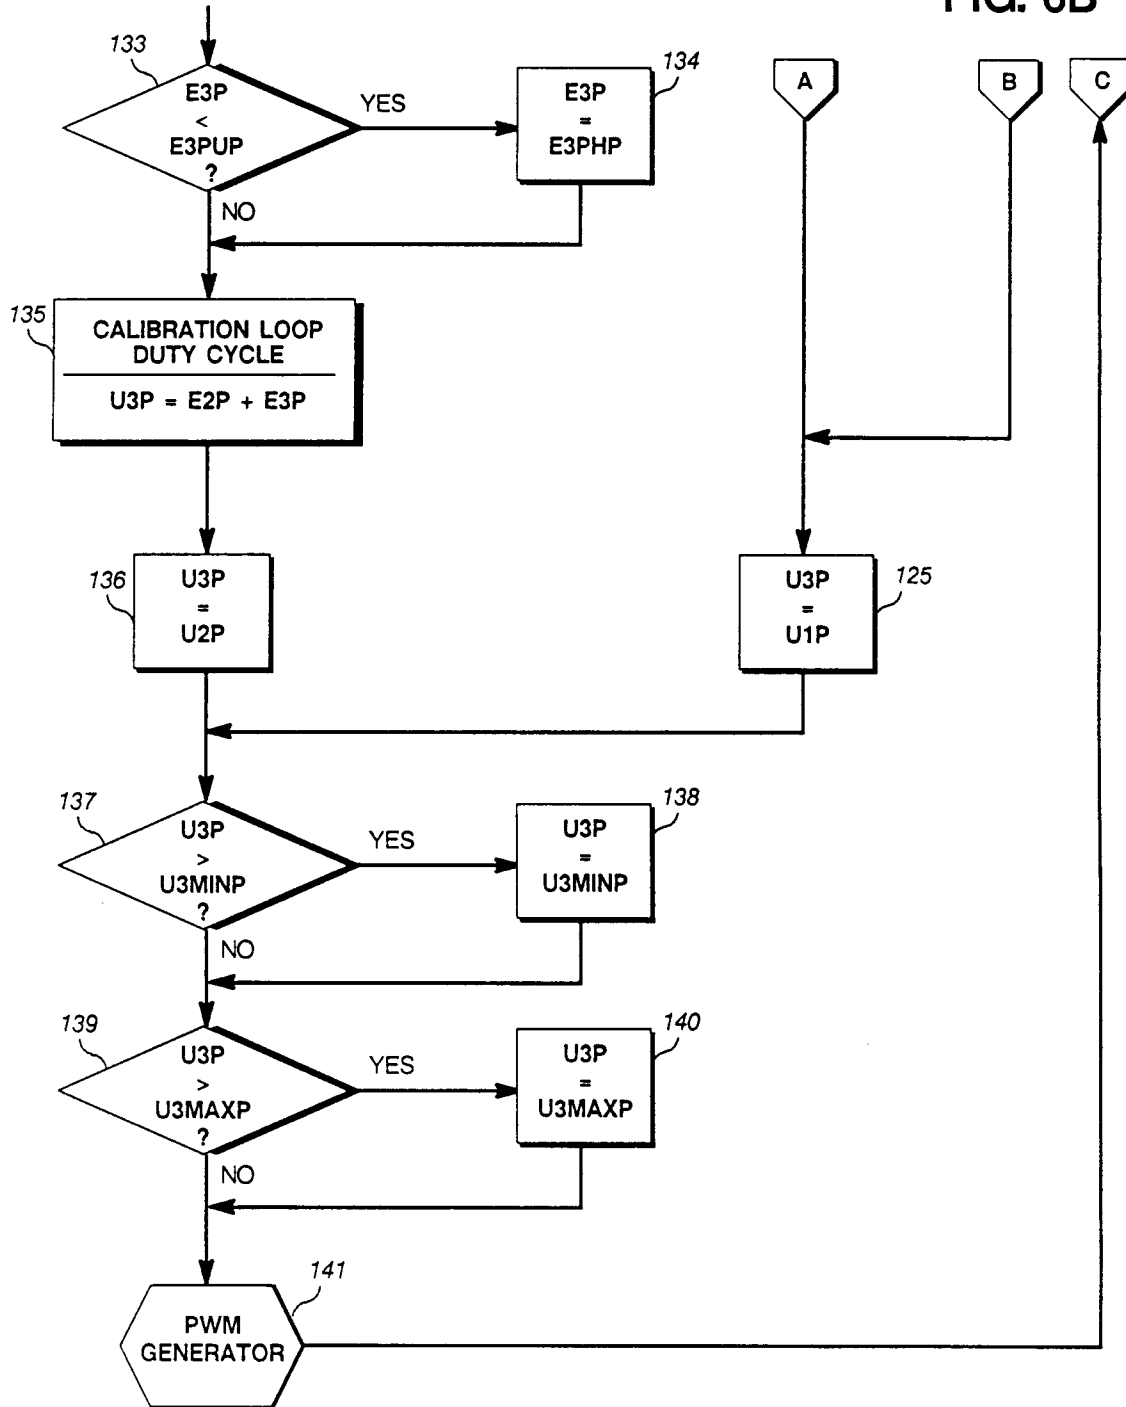 FIG. 6B
133
E3P
<
E3PUP
?
YES
134
E3P
=
E3PHP
A
B
C
NO
135
CALIBRATION LOOP
DUTY CYCLE
U3P = E2P + E3P
136
U3P
=
U2P
125
U3P
=
U1P
137
U3P
>
U3MINP
?
YES
138
U3P
=
U3MINP
NO
139
U3P
>
U3MAXP
?
YES
140
U3P
=
U3MAXP
NO
141
PWM
GENERATOR